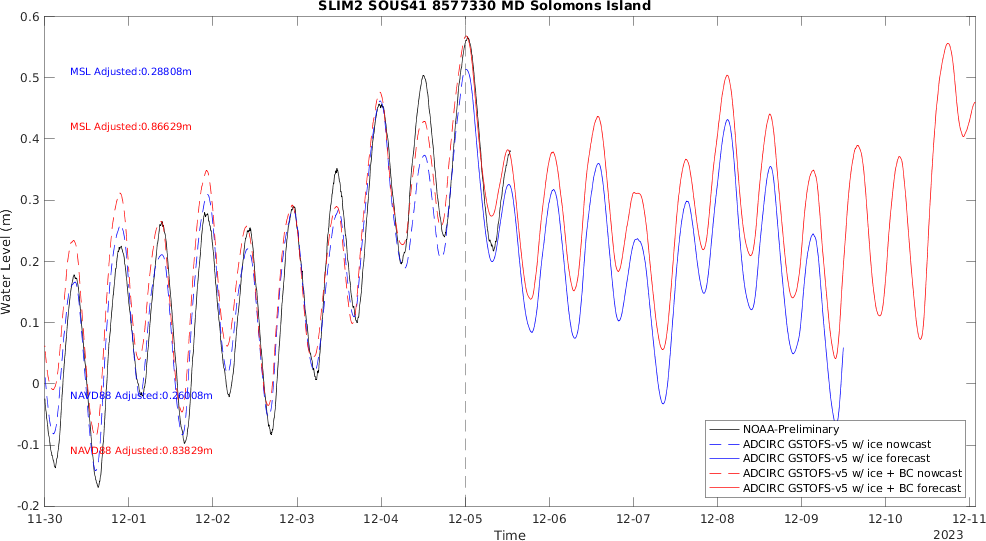 SLIM2 SOUS41 8577330 MD Solomons Island
0.6
0.5
0.4
0.3
0.2
0.1
0
-0.1
-0.2
Water Level (m)
MSL Adjusted:0.28808m
MSL Adjusted:0.86629m
NAVD88 Adjusted:0.26008m
NAVD88 Adjusted:0.83829m
NOAA-Preliminary
ADCIRC GSTOFS-v5 w/ ice nowcast
ADCIRC GSTOFS-v5 w/ ice forecast
ADCIRC GSTOFS-v5 w/ ice + BC nowcast
ADCIRC GSTOFS-v5 w/ ice + BC forecast
11-30 12-01 12-02 12-03 12-04 12-05 12-06 12-07 12-08 12-09 12-10 12-11
Time
2023